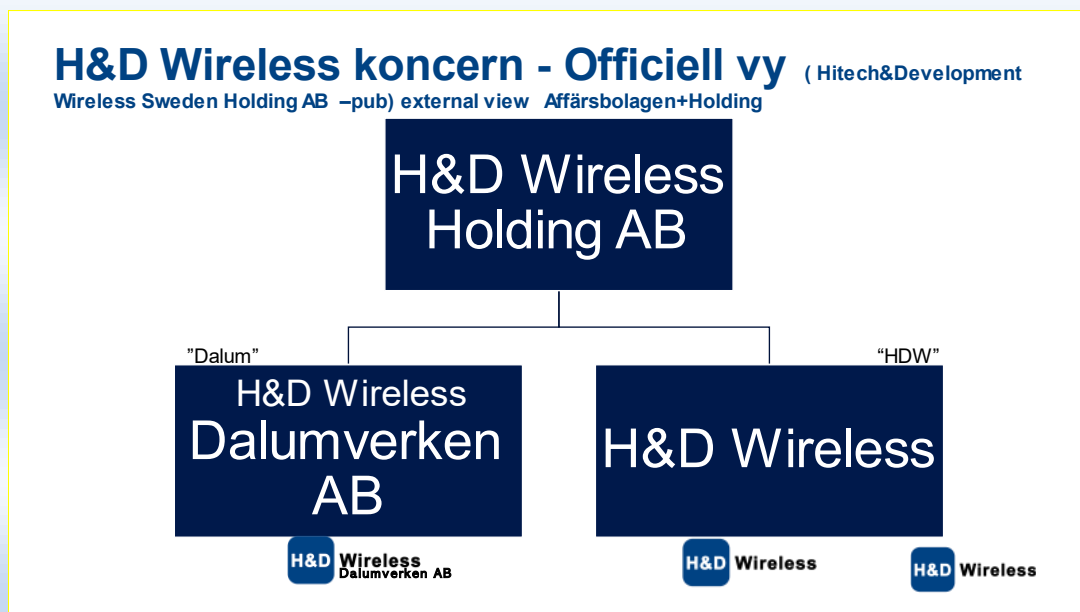 H&D Wireless koncern - Officiell vy ( Hitech&Development
Wireless Sweden Holding AB –pub) external view Affärsbolagen+Holding
H&D Wireless
Holding AB
”Dalum”
“HDW”
H&D Wireless
Dalumverken
AB
H&D Wireless
H&D Wireless
Dalumverken AB
H&D Wireless
H&D Wireless